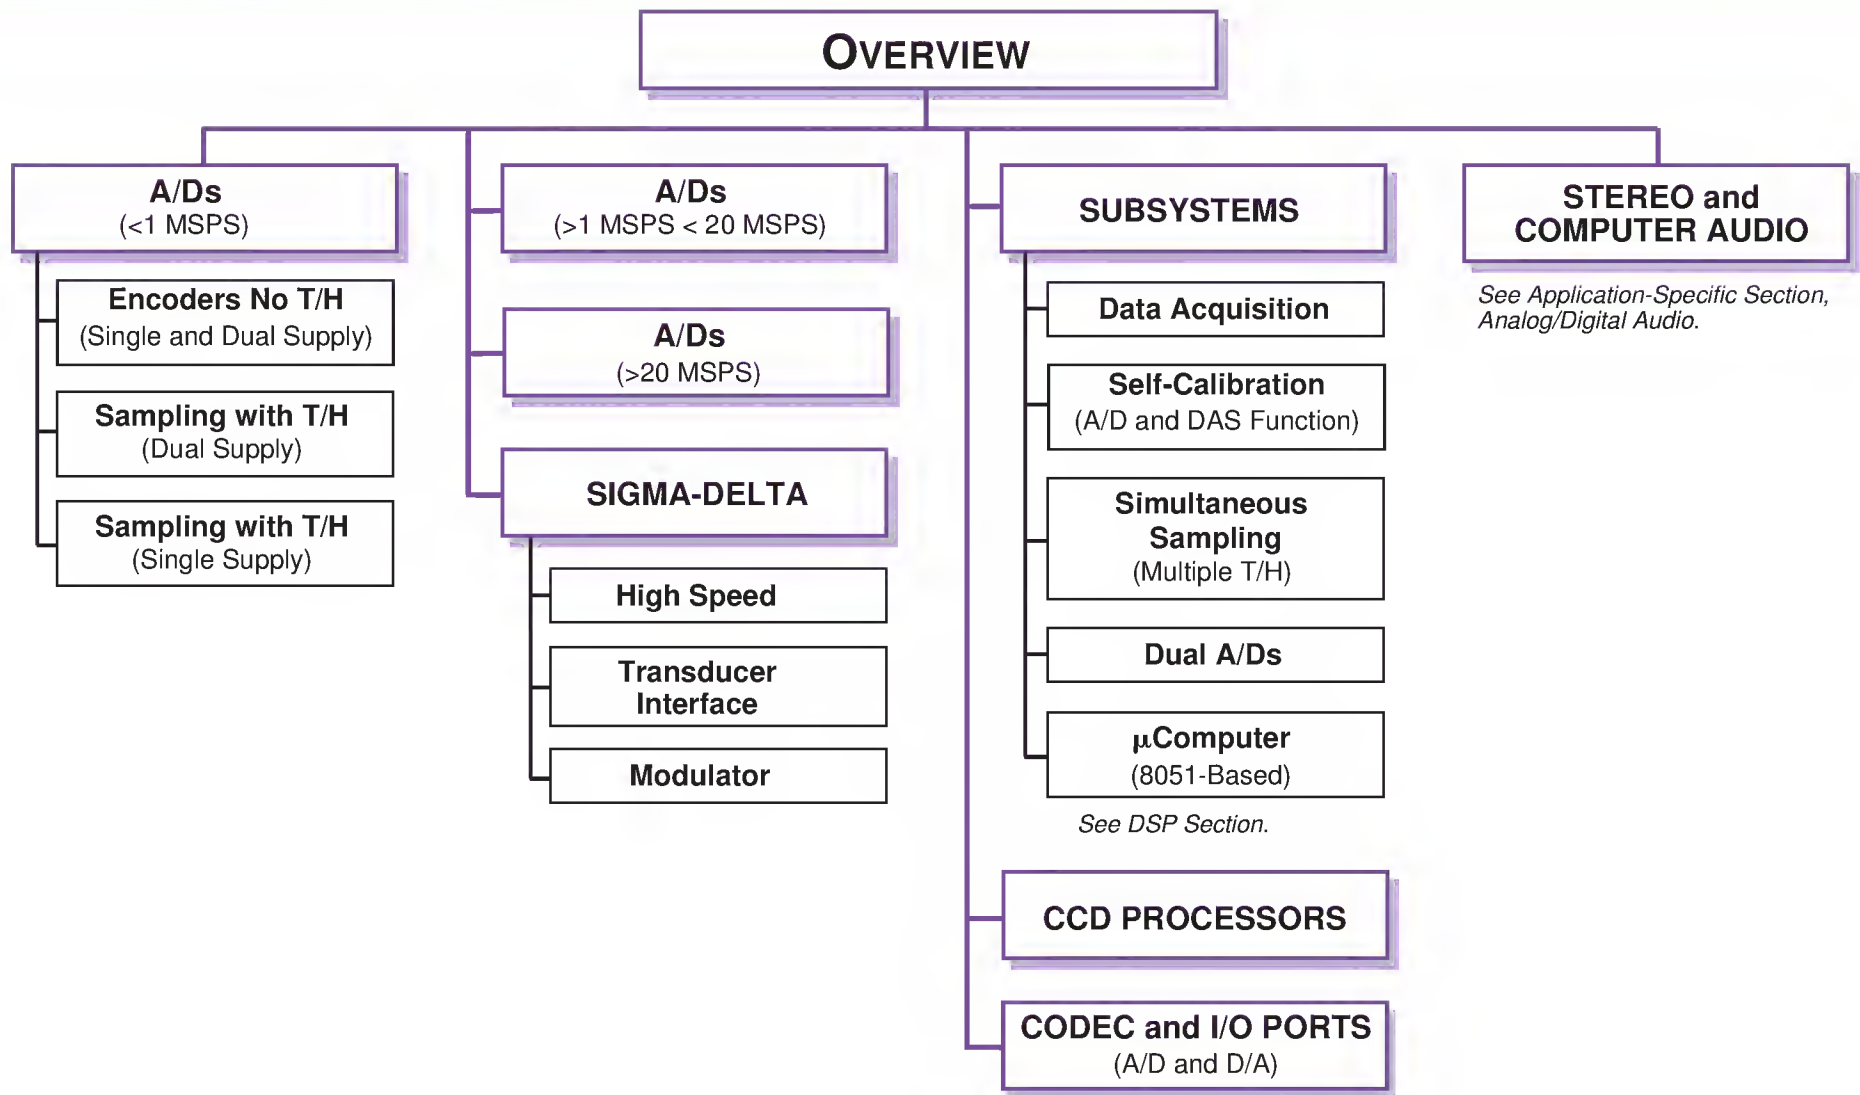 OVERVIEW
A/Ds
(<1 MSPS)
Encoders No T/H
(Single and Dual Supply)
Sampling with T/H
(Dual Supply)
Sampling with T/H
(Single Supply)
A/Ds
(>1 MSPS < 20 MSPS)
A/Ds
(>20 MSPS)
SIGMA-DELTA
High Speed
Transducer
Interface
Modulator
SUBSYSTEMS
Data Acquisition
Self-Calibration
(A/D and DAS Function)
Simultaneous
Sampling
(Multiple T/H)
Dual A/Ds
µComputer
(8051-Based)
See DSP Section.
CCD PROCESSORS
CODEC and I/O PORTS
(A/D and D/A)
STEREO and
COMPUTER AUDIO
See Application-Specific Section,
Analog/Digital Audio.